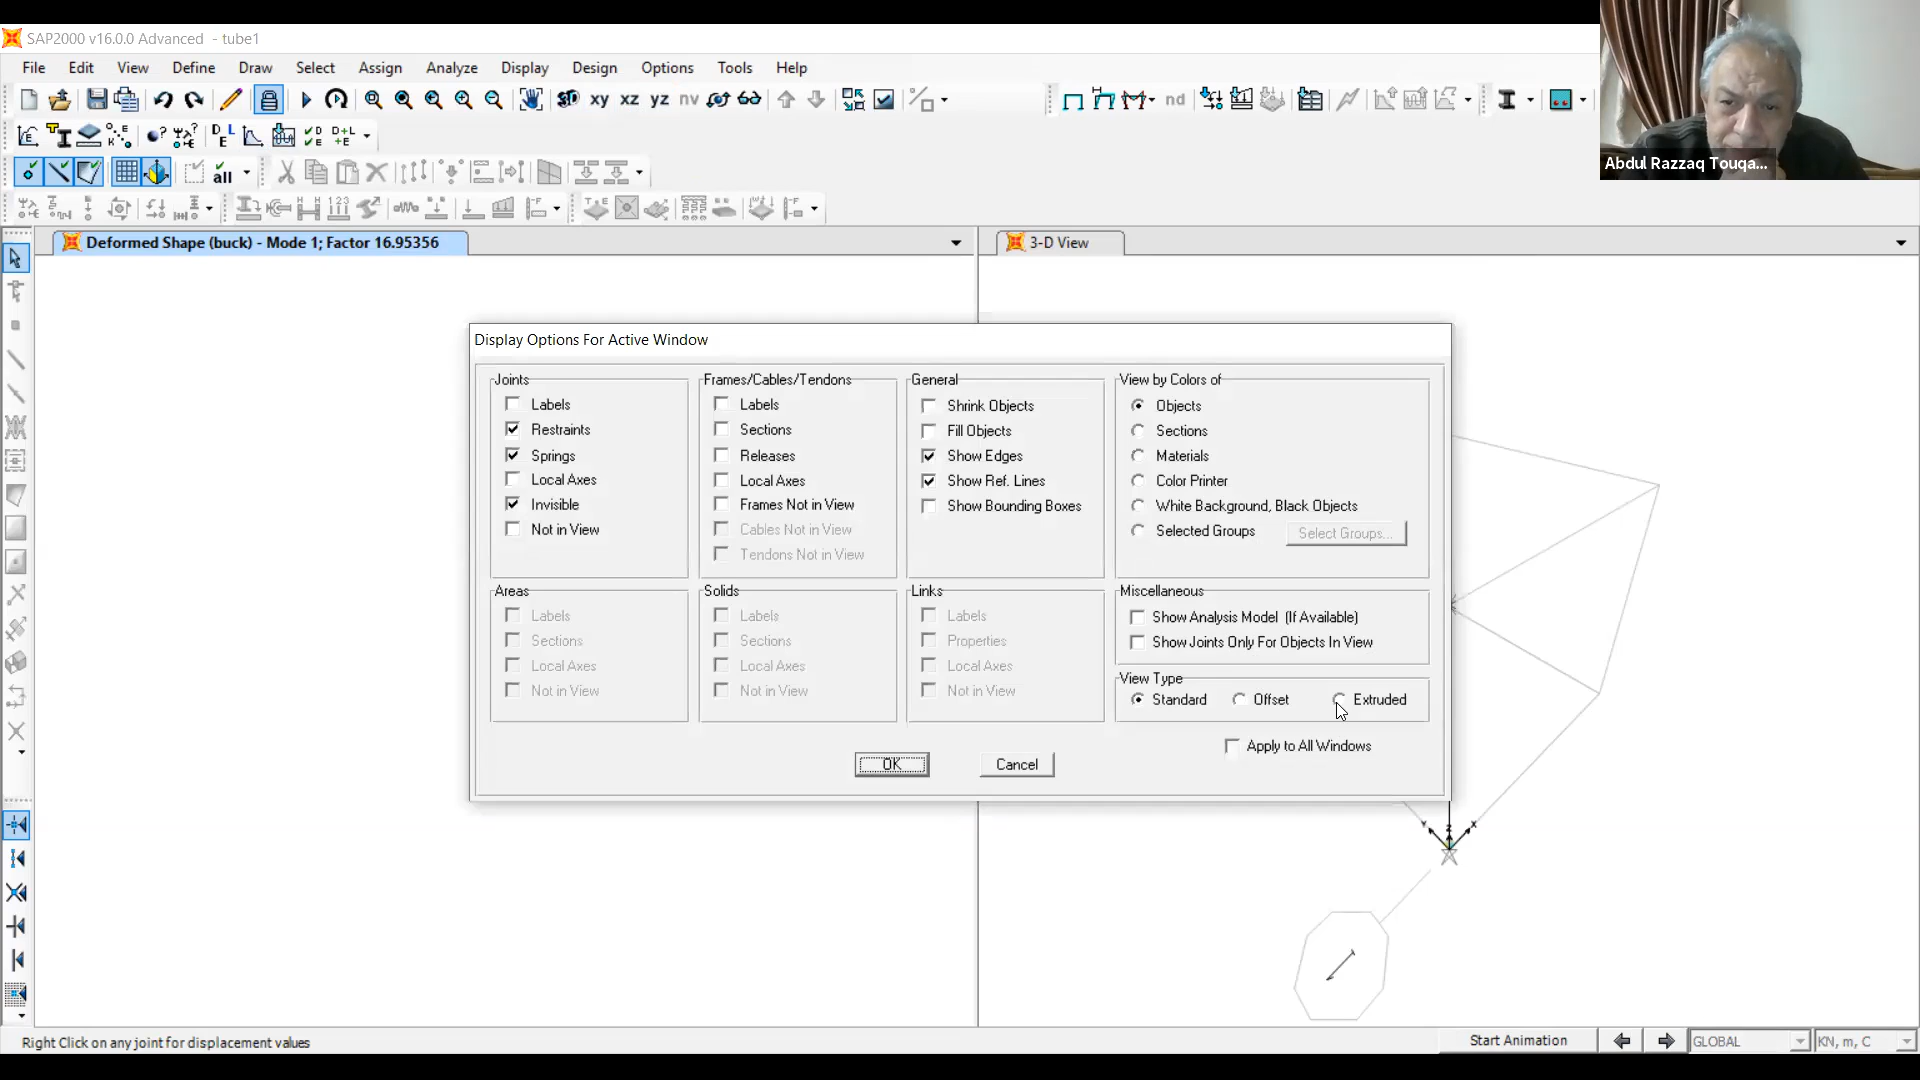 SAP2000 v16.0.0 Advanced - tube1
File Edit View Define Draw Select Assign Analyze Display Design Options Tools Help
xy xz yz nv nd
all
Abdul Razzaq Touqa...
Deformed Shape (buck) - Mode 1; Factor 16.95356
3-D View
Display Options For Active Window
Joints
Labels
Restraints
Springs
Local Axes
Invisible
Not in View
Frames/Cables/Tendons
Labels
Sections
Releases
Local Axes
Frames Not in View
Cables Not in View
Tendons Not in View
General
Shrink Objects
Fill Objects
Show Edges
Show Ref. Lines
Show Bounding Boxes
View by Colors of
Objects
Sections
Materials
Color Printer
White Background, Black Objects
Selected Groups
Select Groups...
Areas
Labels
Sections
Local Axes
Not in View
Solids
Labels
Sections
Local Axes
Not in View
Links
Labels
Properties
Local Axes
Not in View
Miscellaneous
Show Analysis Model (If Available)
Show Joints Only For Objects In View
View Type
Standard Offset Extruded
Apply to All Windows
OK Cancel
Y Z X
Right Click on any joint for displacement values
Start Animation
GLOBAL
KN, m, C